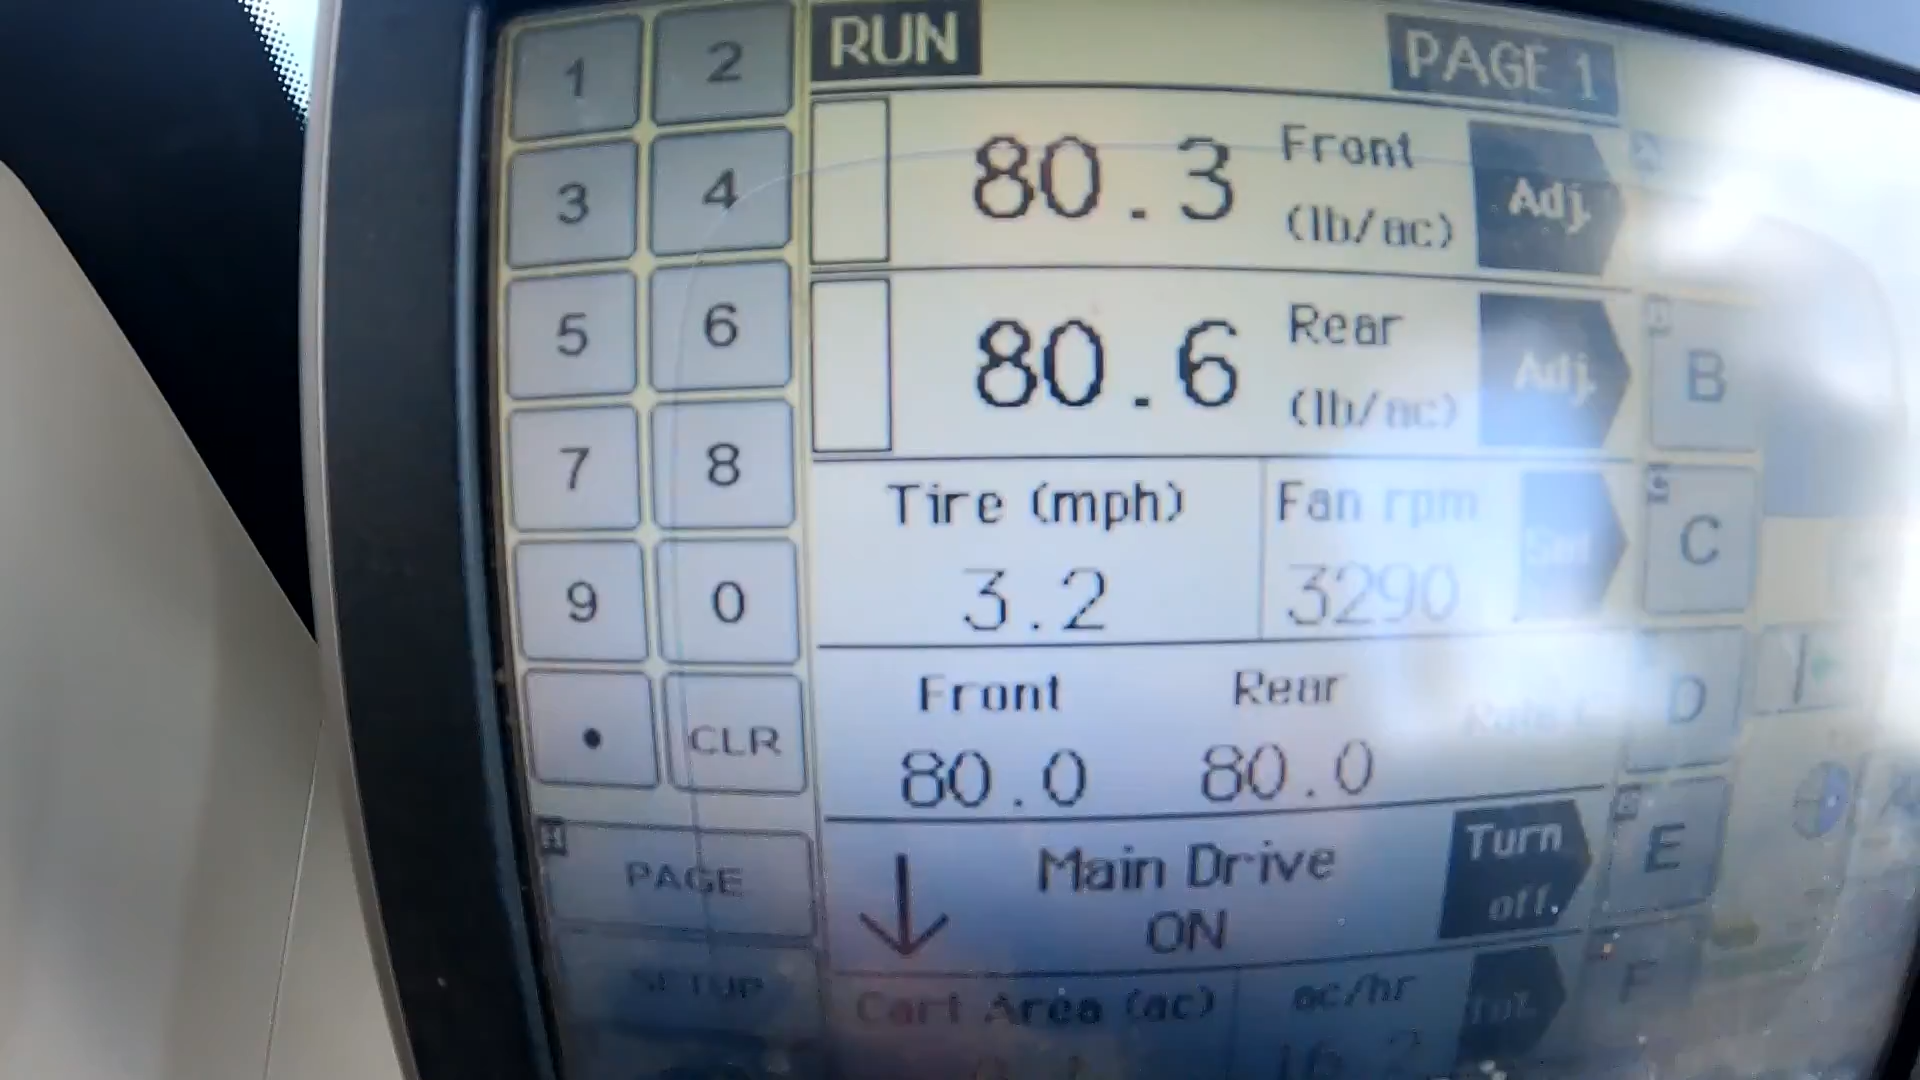 1 2
RUN
PAGE 1
3 4
80.3 Front
(lb/ac)
Adj.
5 6
80.6 Rear
(lb/ac)
Adj.
B
7 8
Tire (mph)
3.2
Fan rpm
3290
C
9 0
. CLR
Front Rear
80.0 80.0
D
PAGE
Main Drive
ON
Turn
off.
E
SETUP
Cart Area (ac)
ac/hr
F